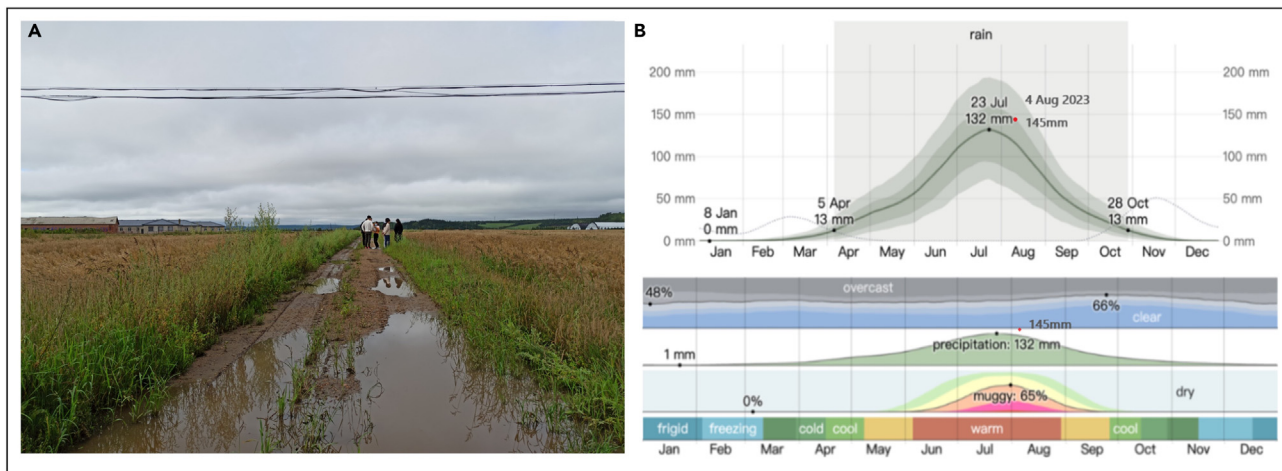 A
B
rain
200 mm
200 mm
150 mm
150 mm
100 mm
100 mm
50 mm
50 mm
0 mm
0 mm
23 Jul
132 mm
4 Aug 2023
145mm
5 Apr
13 mm
28 Oct
13 mm
8 Jan
0 mm
Jan Feb Mar Apr May Jun Jul Aug Sep Oct Nov Dec
overcast
48%
66%
clear
145mm
precipitation: 132 mm
1 mm
dry
muggy: 65%
0%
frigid freezing cold cool warm cool
Jan Feb Mar Apr May Jun Jul Aug Sep Oct Nov Dec